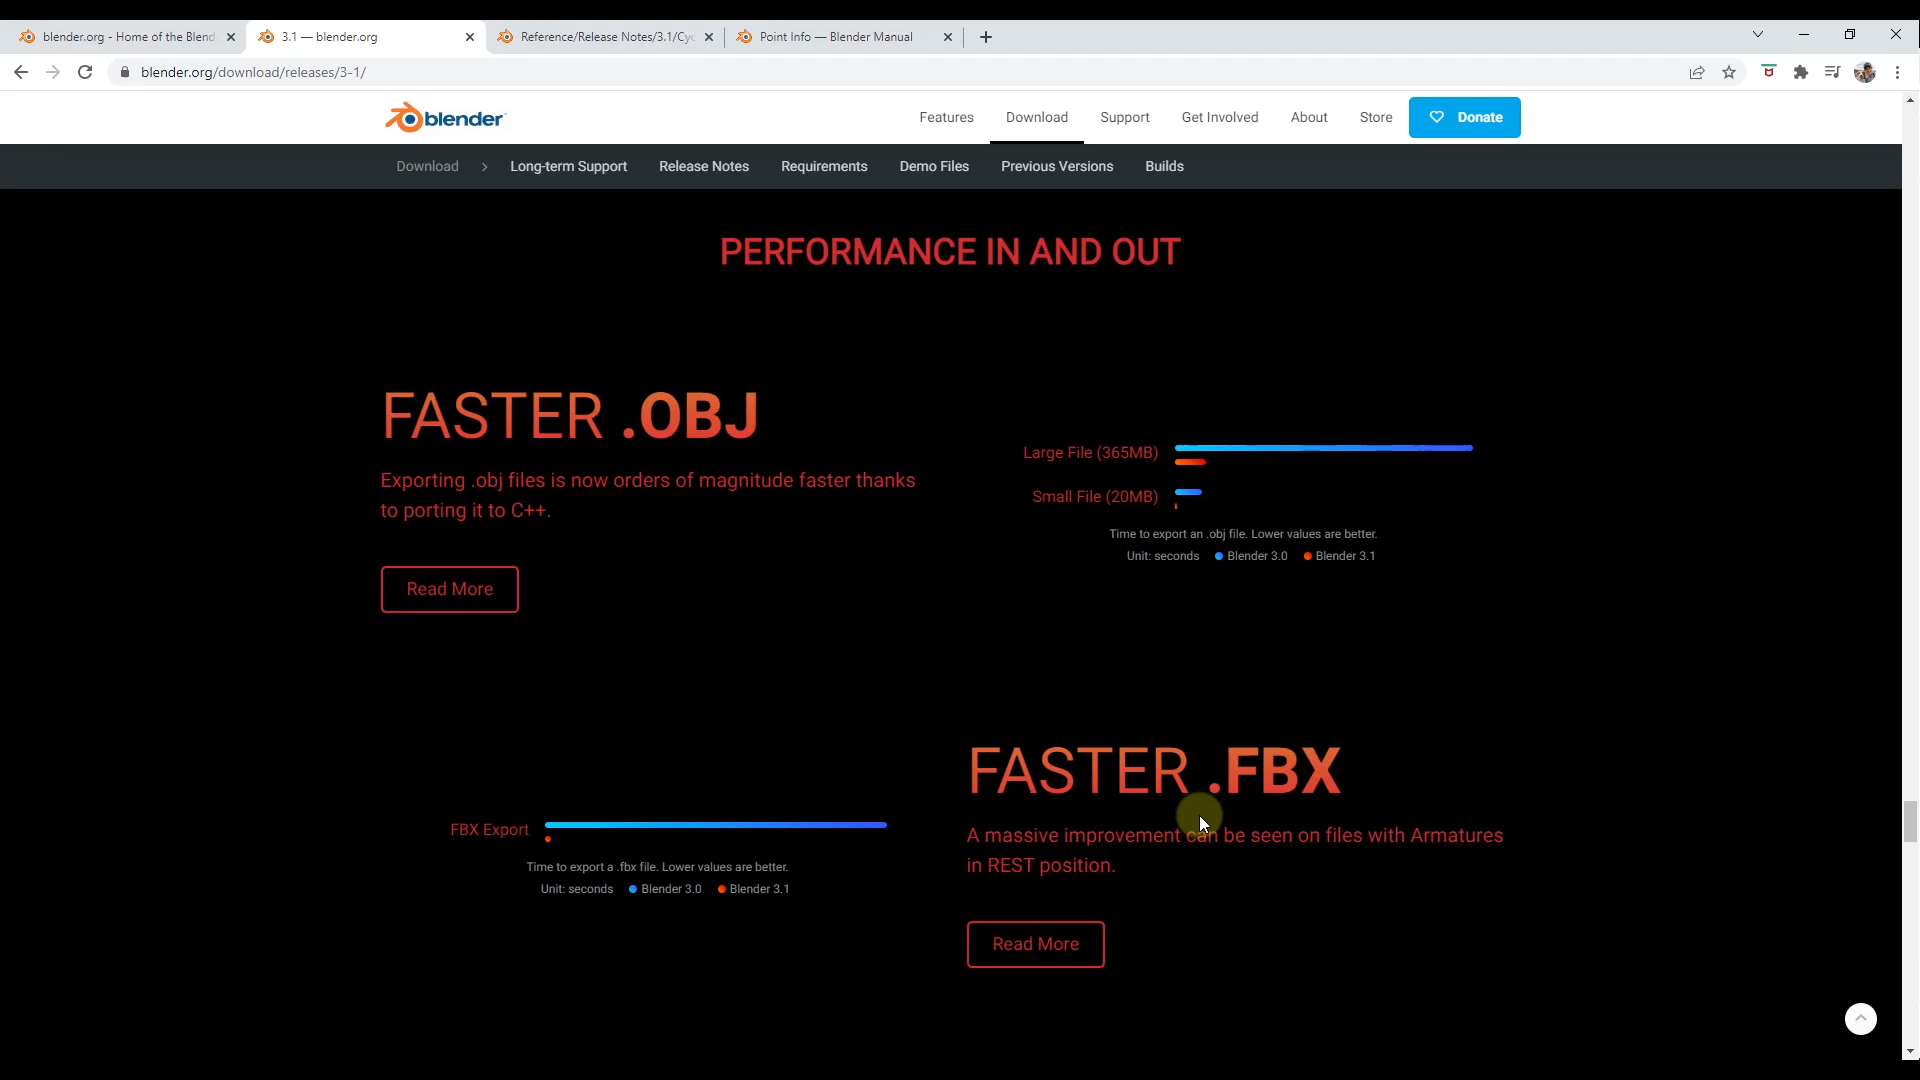 blender.org - Home of the Blend
3.1 — blender.org
Reference/Release Notes/3.1/Cyc
Point Info — Blender Manual
blender.org/download/releases/3-1/
blender
Features
Download
Support
Get Involved
About
Store
Donate
Download
Long-term Support
Release Notes
Requirements
Demo Files
Previous Versions
Builds
PERFORMANCE IN AND OUT
FASTER .OBJ
Exporting .obj files is now orders of magnitude faster thanks
to porting it to C++.
Read More
Large File (365MB)
Small File (20MB)
Time to export an .obj file. Lower values are better.
Unit: seconds Blender 3.0 Blender 3.1
FBX Export
Time to export a .fbx file. Lower values are better.
Unit: seconds Blender 3.0 Blender 3.1
FASTER .FBX
A massive improvement can be seen on files with Armatures
in REST position.
Read More